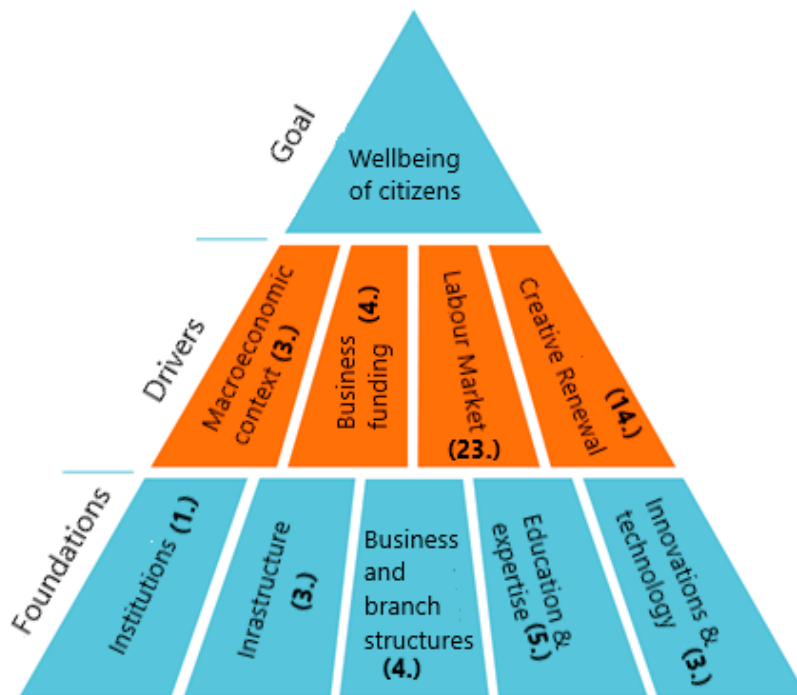 Goal
Wellbeing
of citizens
Drivers
Macroeconomic
context (3.)
Business
funding
(4.)
Labour Market
(23.)
Creative Renewal
(14.)
Foundations
Institutions (1.)
Inrastructure
(3.)
Business
and
branch
structures
(4.)
Education &
expertise (5.)
Innovations &
technology
(3.)